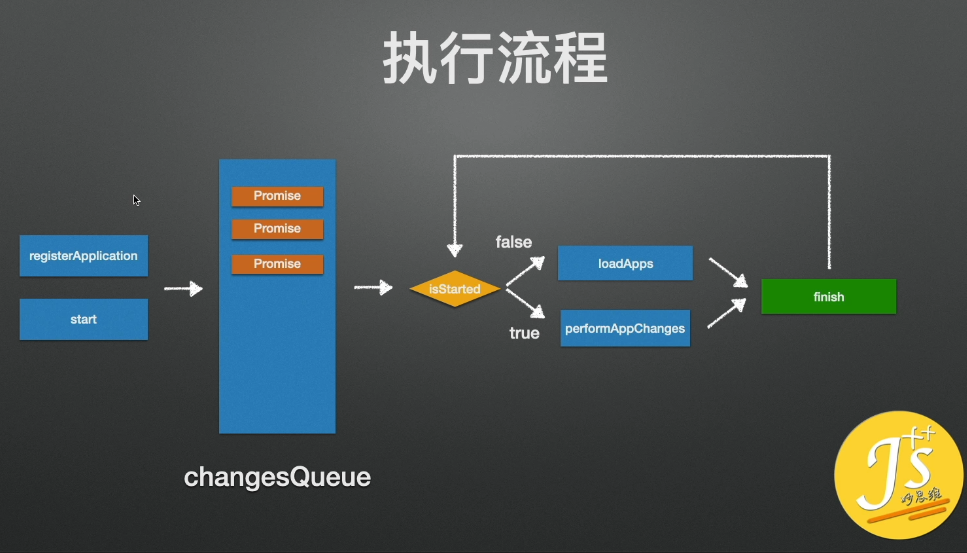 执行流程
registerApplication
start
Promise
Promise
Promise
changesQueue
isStarted
false
true
loadApps
performAppChanges
finish
Js++
妙思维